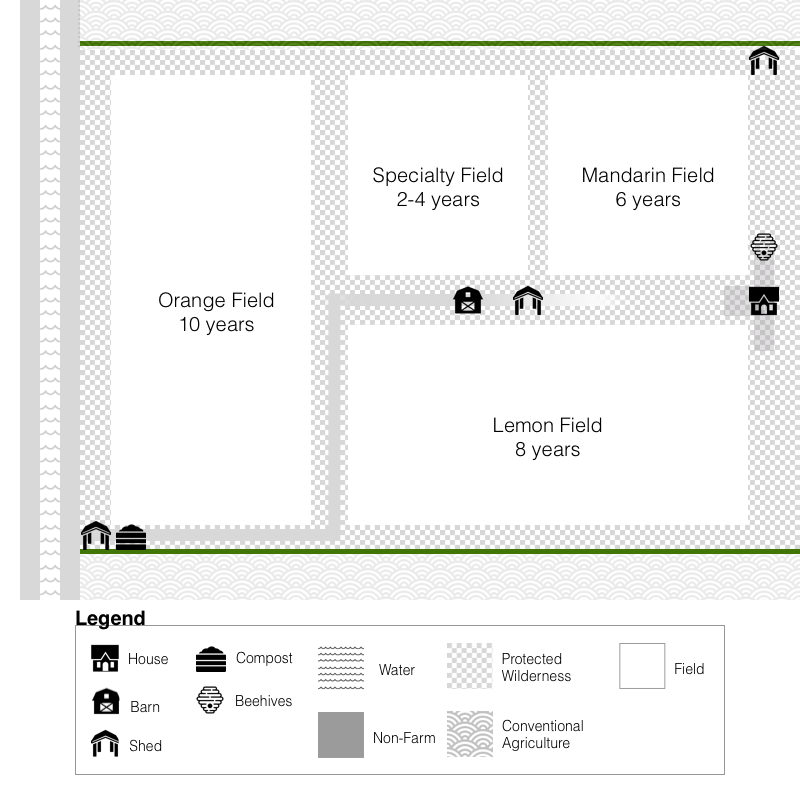 Specialty Field
2-4 years
Mandarin Field
6 years
Orange Field
10 years
Lemon Field
8 years
Legend
House
Compost
Water
Protected
Wilderness
Field
Barn
Beehives
Shed
Non-Farm
Conventional
Agriculture